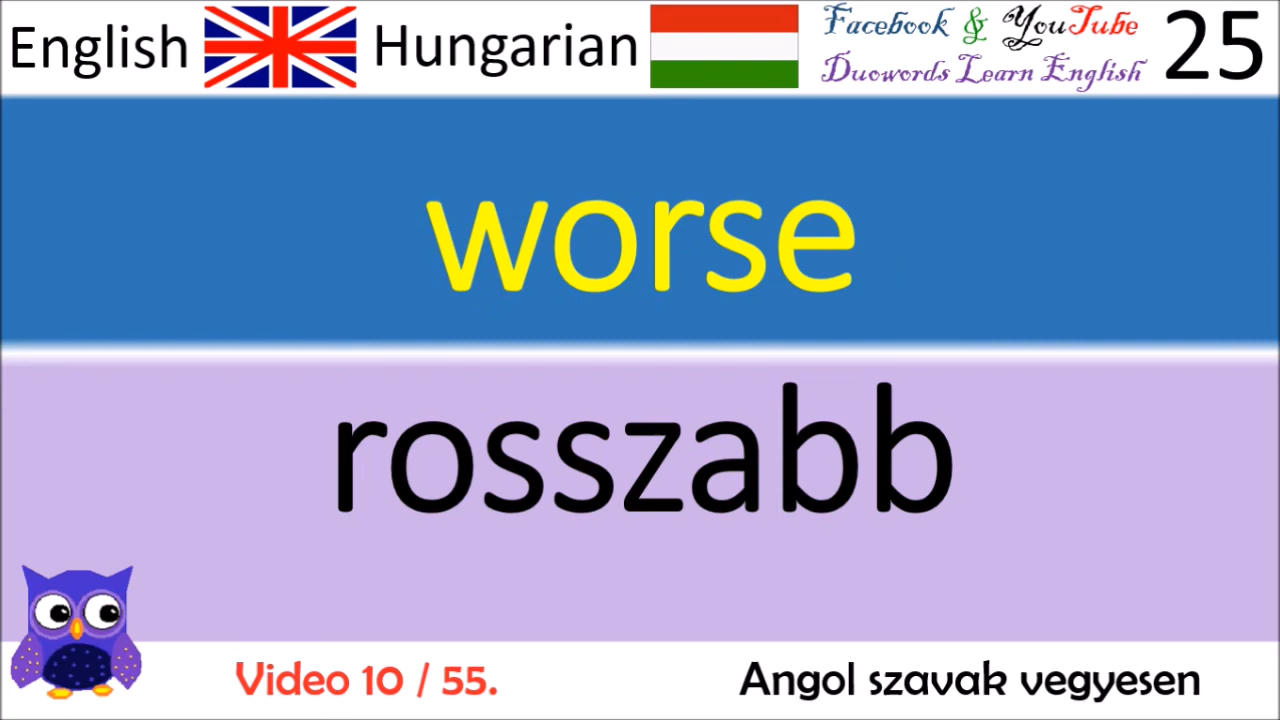 English Hungarian Facebook & YouTube 25
Duowords Learn English
worse
rosszabb
Video 10 / 55. Angol szavak vegyesen